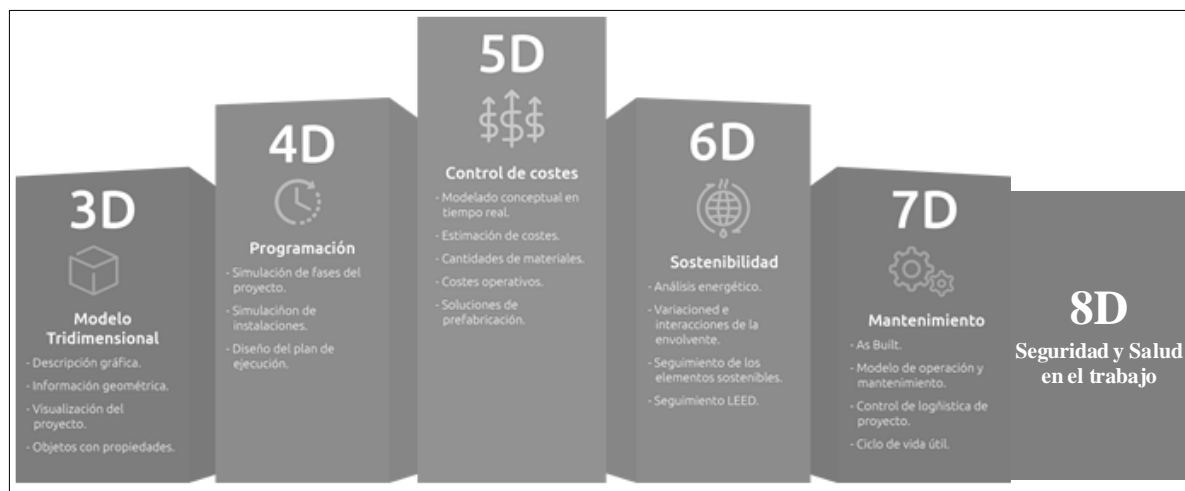 3D
Modelo
Tridimensional
- Descripción gráfica.
- Información geométrica.
- Visualización del
proyecto.
- Objetos con propiedades.
4D
Programación
- Simulación de fases del
proyecto.
- Simulaciñon de
instalaciones.
- Diseño del plan de
ejecución.
5D
$$$
Control de costes
- Modelado conceptual en
tiempo real.
- Estimación de costes.
- Cantidades de materiales.
- Costes operativos.
- Soluciones de
prefabricación.
6D
Sostenibilidad
- Análisis energético.
- Variacioned e
interacciones de la
envolvente.
- Seguimiento de los
elementos sostenibles.
- Seguimiento LEED.
7D
Mantenimiento
- As Built.
- Modelo de operación y
mantenimiento.
- Control de logñistica de
proyecto.
- Ciclo de vida útil.
8D
Seguridad y Salud
en el trabajo